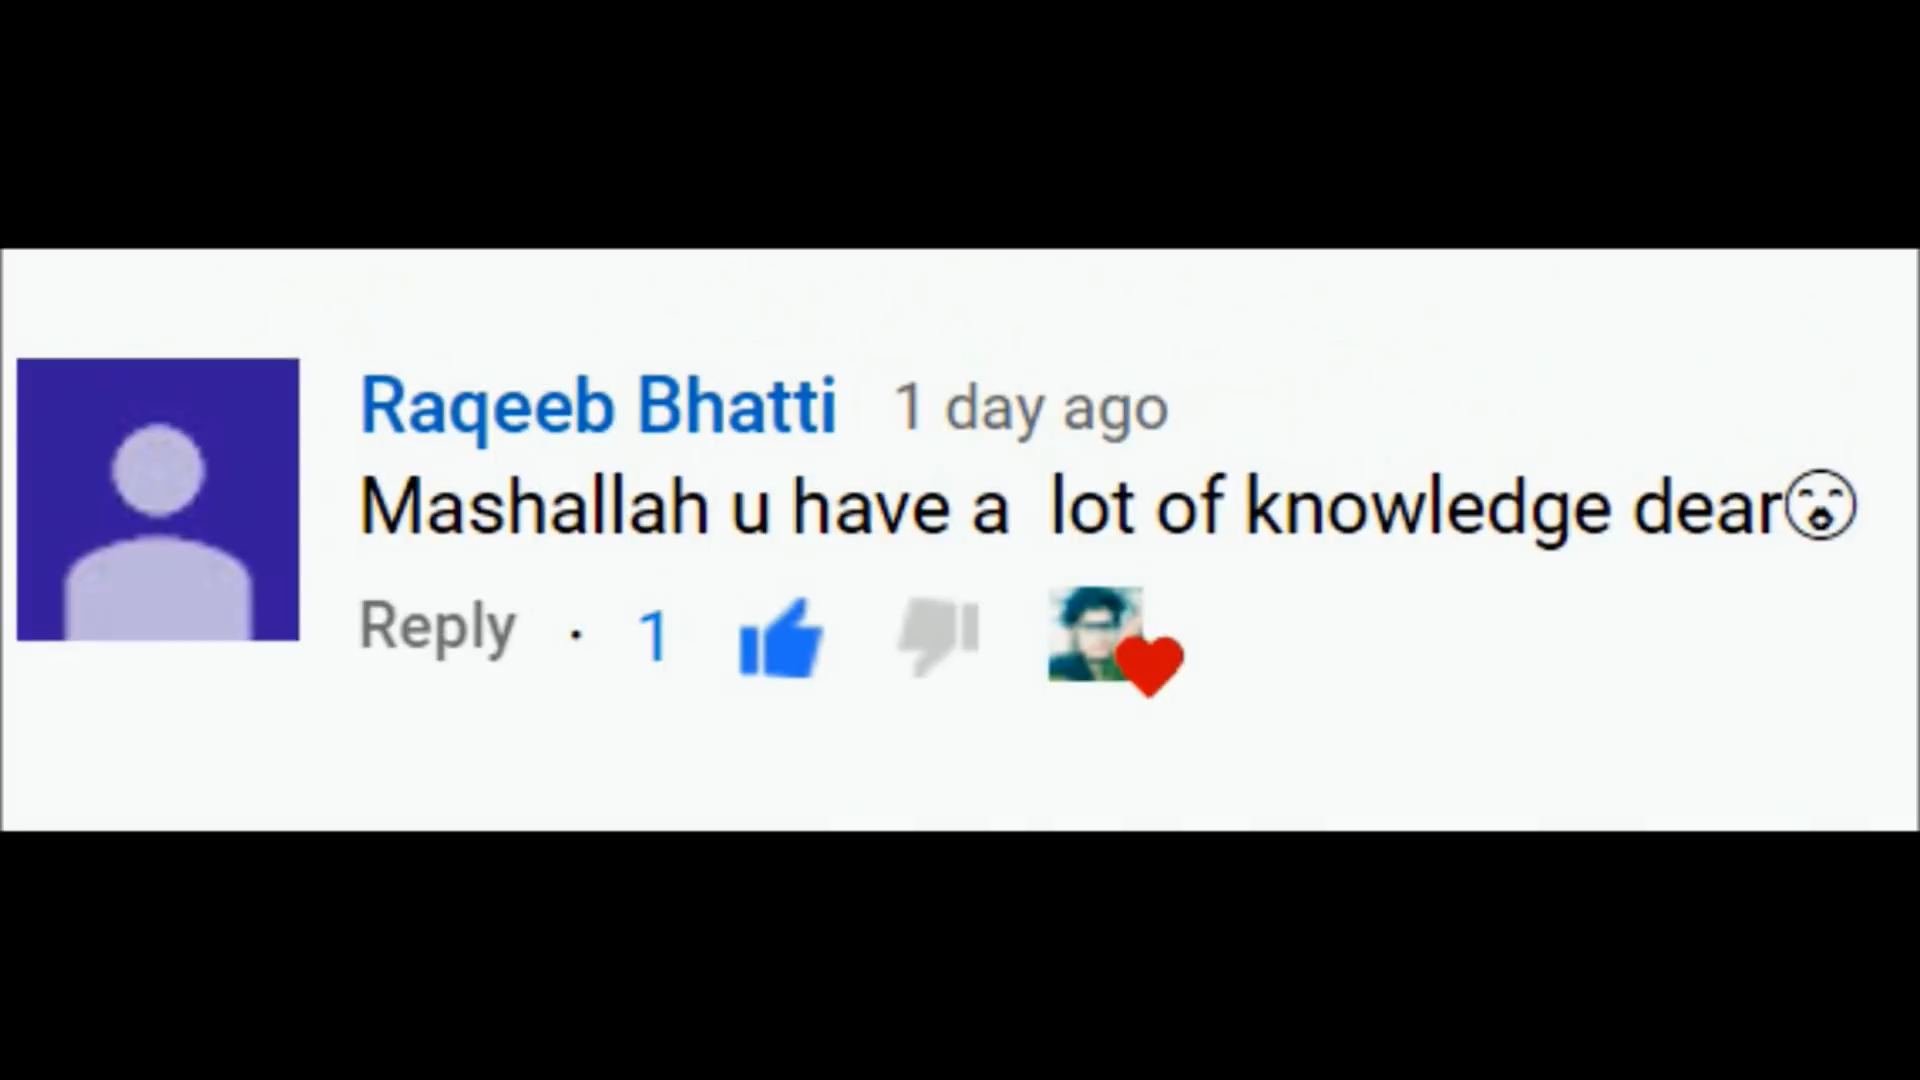 Raqeeb Bhatti 1 day ago
Mashallah u have a  lot of knowledge dear😲
Reply · 1